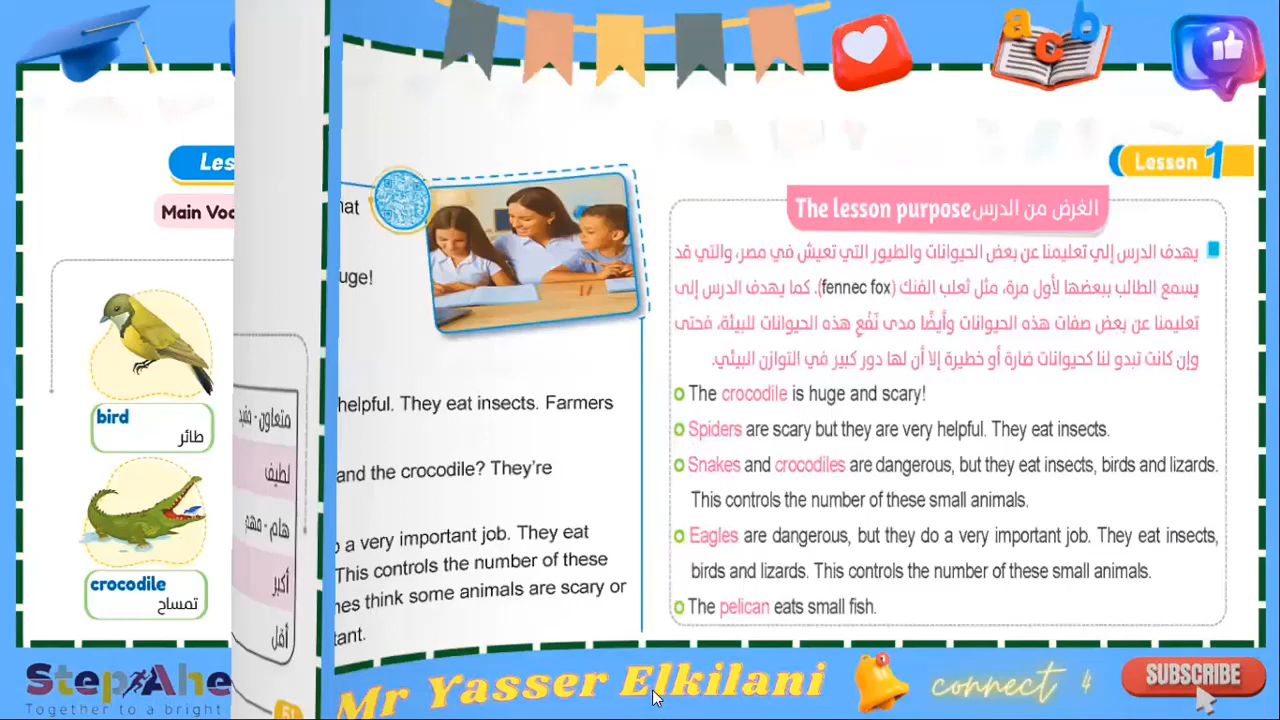 Les
Main Voc
bird
طائر
crocodile
تمساح
متعاون - مفيد
لطيف
هام - مهم
أكبر
أقل
51
hat
uge!
helpful. They eat insects. Farmers
and the crocodile? They're
o a very important job. They eat
This controls the number of these
mes think some animals are scary or
tant.
Lesson 1
The lesson purpose الغرض من الدرس
يهدف الدرس إلي تعليمنا عن بعض الحيوانات والطيور التي تعيش في مصر، والتي قد
يسمع الطالب ببعضها لأول مرة، مثل ثعلب الفنك (fennec fox). كما يهدف الدرس إلى
تعليمنا عن بعض صفات هذه الحيوانات وأيضًا مدى نَفْعِ هذه الحيوانات للبيئة، فحتى
وإن كانت تبدو لنا كحيوانات ضارة أو خطيرة إلا أن لها دور كبير في التوازن البيئي.
The crocodile is huge and scary!
Spiders are scary but they are very helpful. They eat insects.
Snakes and crocodiles are dangerous, but they eat insects, birds and lizards.
This controls the number of these small animals.
Eagles are dangerous, but they do a very important job. They eat insects,
birds and lizards. This controls the number of these small animals.
The pelican eats small fish.
a c b
Step Ahe
Together to a bright
Mr Yasser Elkilani
connect 4
SUBSCRIBE